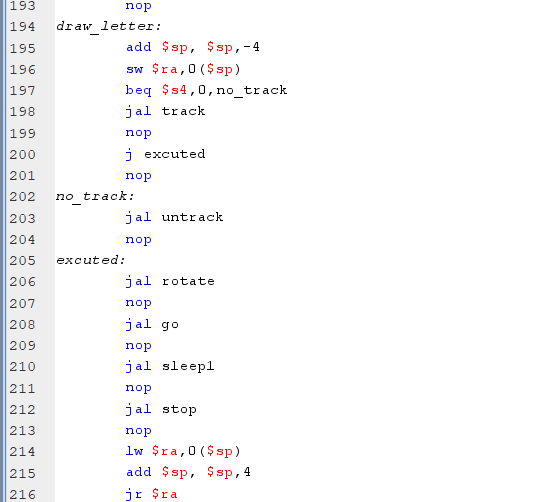 193 nop
194 draw_letter:
195 add $sp, $sp,-4
196 sw $ra,0($sp)
197 beq $s4,0,no_track
198 jal track
199 nop
200 j excuted
201 nop
202 no_track:
203 jal untrack
204 nop
205 excuted:
206 jal rotate
207 nop
208 jal go
209 nop
210 jal sleep1
211 nop
212 jal stop
213 nop
214 lw $ra,0($sp)
215 add $sp, $sp,4
216 jr $ra